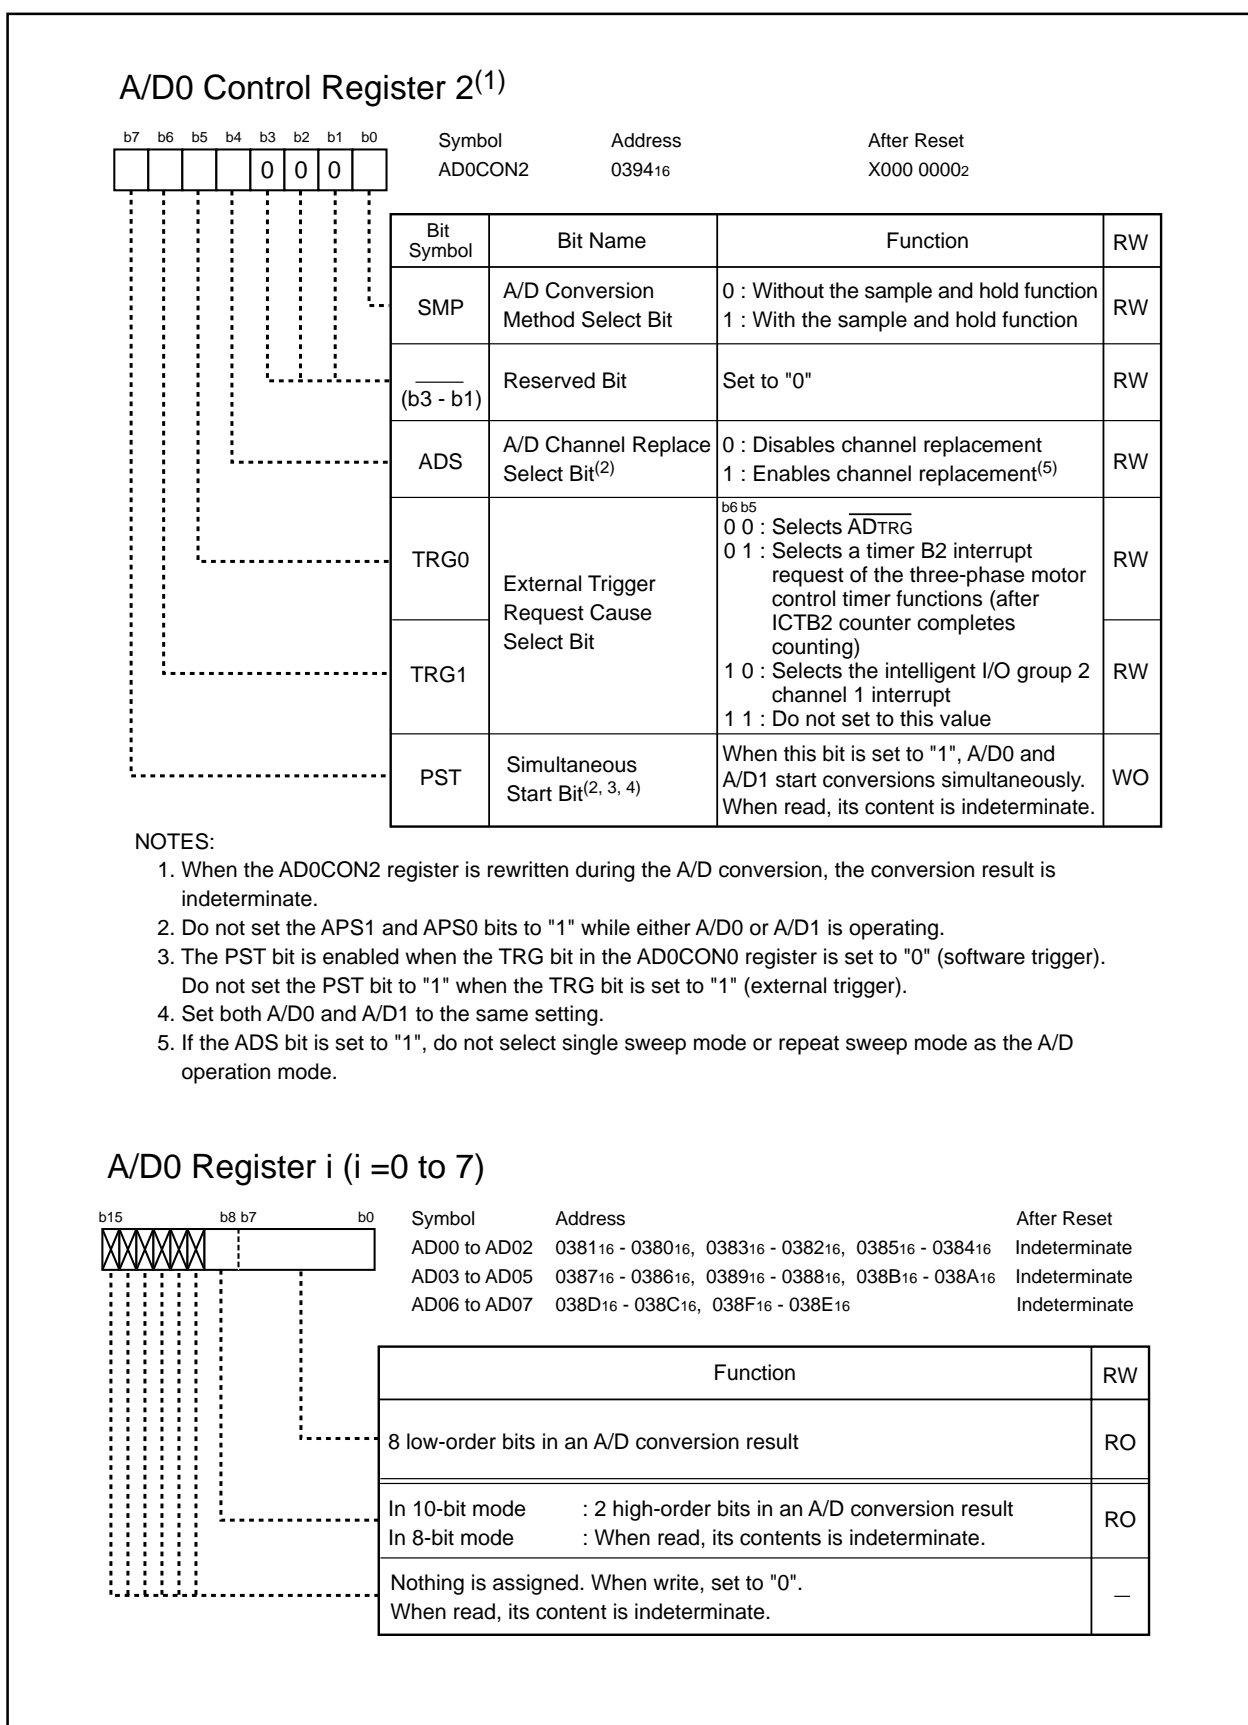 A/D0 Control Register 2(1)
b7 b6 b5 b4 b3 b2 b1 b0
Symbol Address After Reset
0 0 0
AD0CON2 039416 X000 00002
Bit Symbol Bit Name Function RW
SMP A/D Conversion Method Select Bit 0 : Without the sample and hold function RW
1 : With the sample and hold function
(b3 - b1) Reserved Bit Set to "0" RW
ADS A/D Channel Replace Select Bit(2) 0 : Disables channel replacement RW
1 : Enables channel replacement(5)
b6 b5
TRG0 External Trigger Request Cause Select Bit 0 0 : Selects ADTRG RW
0 1 : Selects a timer B2 interrupt
request of the three-phase motor
control timer functions (after
ICTB2 counter completes
counting)
TRG1 1 0 : Selects the intelligent I/O group 2 RW
channel 1 interrupt
1 1 : Do not set to this value
PST Simultaneous Start Bit(2, 3, 4) When this bit is set to "1", A/D0 and WO
A/D1 start conversions simultaneously.
When read, its content is indeterminate.
NOTES:
1. When the AD0CON2 register is rewritten during the A/D conversion, the conversion result is
indeterminate.
2. Do not set the APS1 and APS0 bits to "1" while either A/D0 or A/D1 is operating.
3. The PST bit is enabled when the TRG bit in the AD0CON0 register is set to "0" (software trigger).
Do not set the PST bit to "1" when the TRG bit is set to "1" (external trigger).
4. Set both A/D0 and A/D1 to the same setting.
5. If the ADS bit is set to "1", do not select single sweep mode or repeat sweep mode as the A/D
operation mode.
A/D0 Register i (i =0 to 7)
b15 b8 b7 b0
Symbol Address After Reset
AD00 to AD02 038116 - 038016, 038316 - 038216, 038516 - 038416 Indeterminate
AD03 to AD05 038716 - 038616, 038916 - 038816, 038B16 - 038A16 Indeterminate
AD06 to AD07 038D16 - 038C16, 038F16 - 038E16 Indeterminate
Function RW
8 low-order bits in an A/D conversion result RO
In 10-bit mode : 2 high-order bits in an A/D conversion result RO
In 8-bit mode : When read, its contents is indeterminate.
Nothing is assigned. When write, set to "0". —
When read, its content is indeterminate.